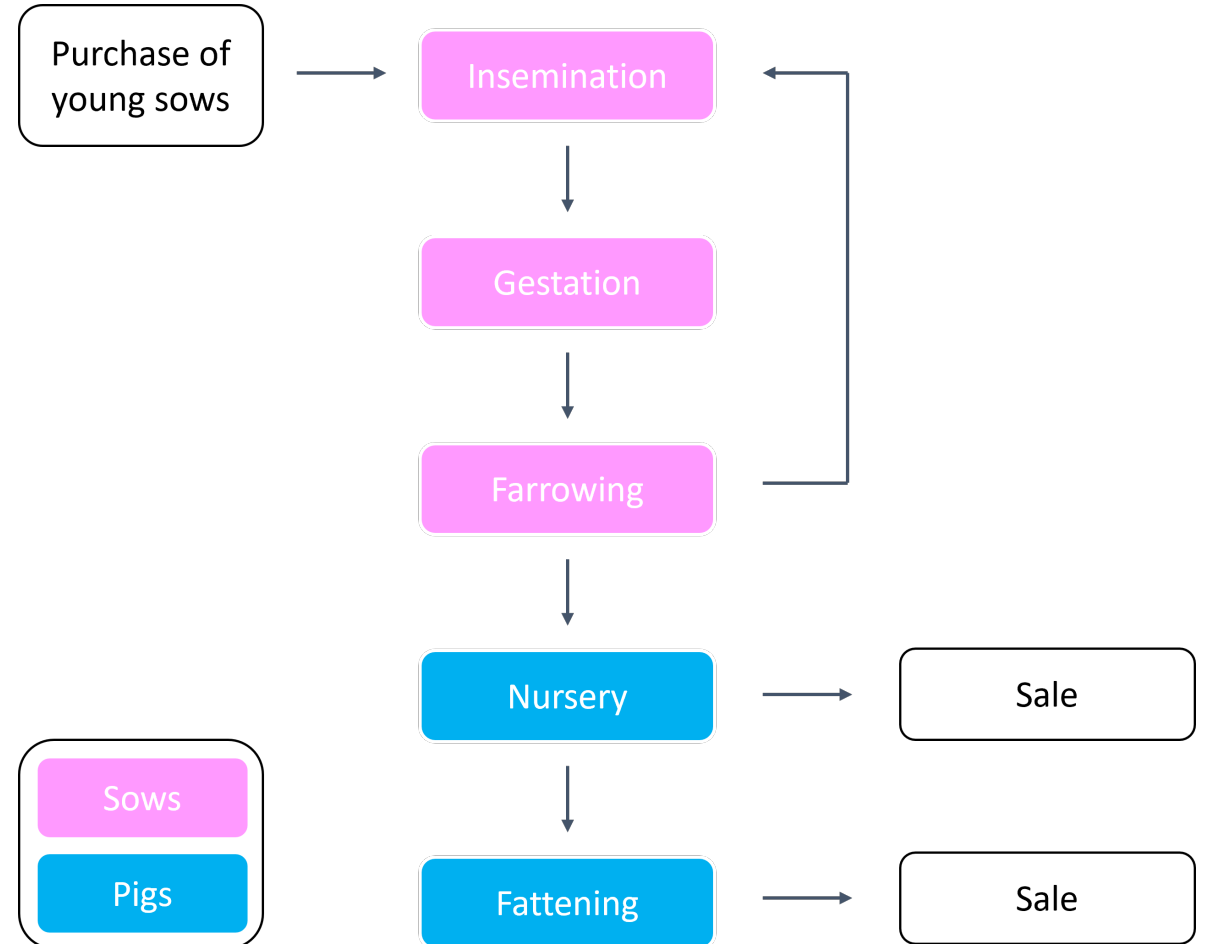 Purchase of
young sows
Insemination
Gestation
Farrowing
Nursery
Sale
Sows
Pigs
Fattening
Sale